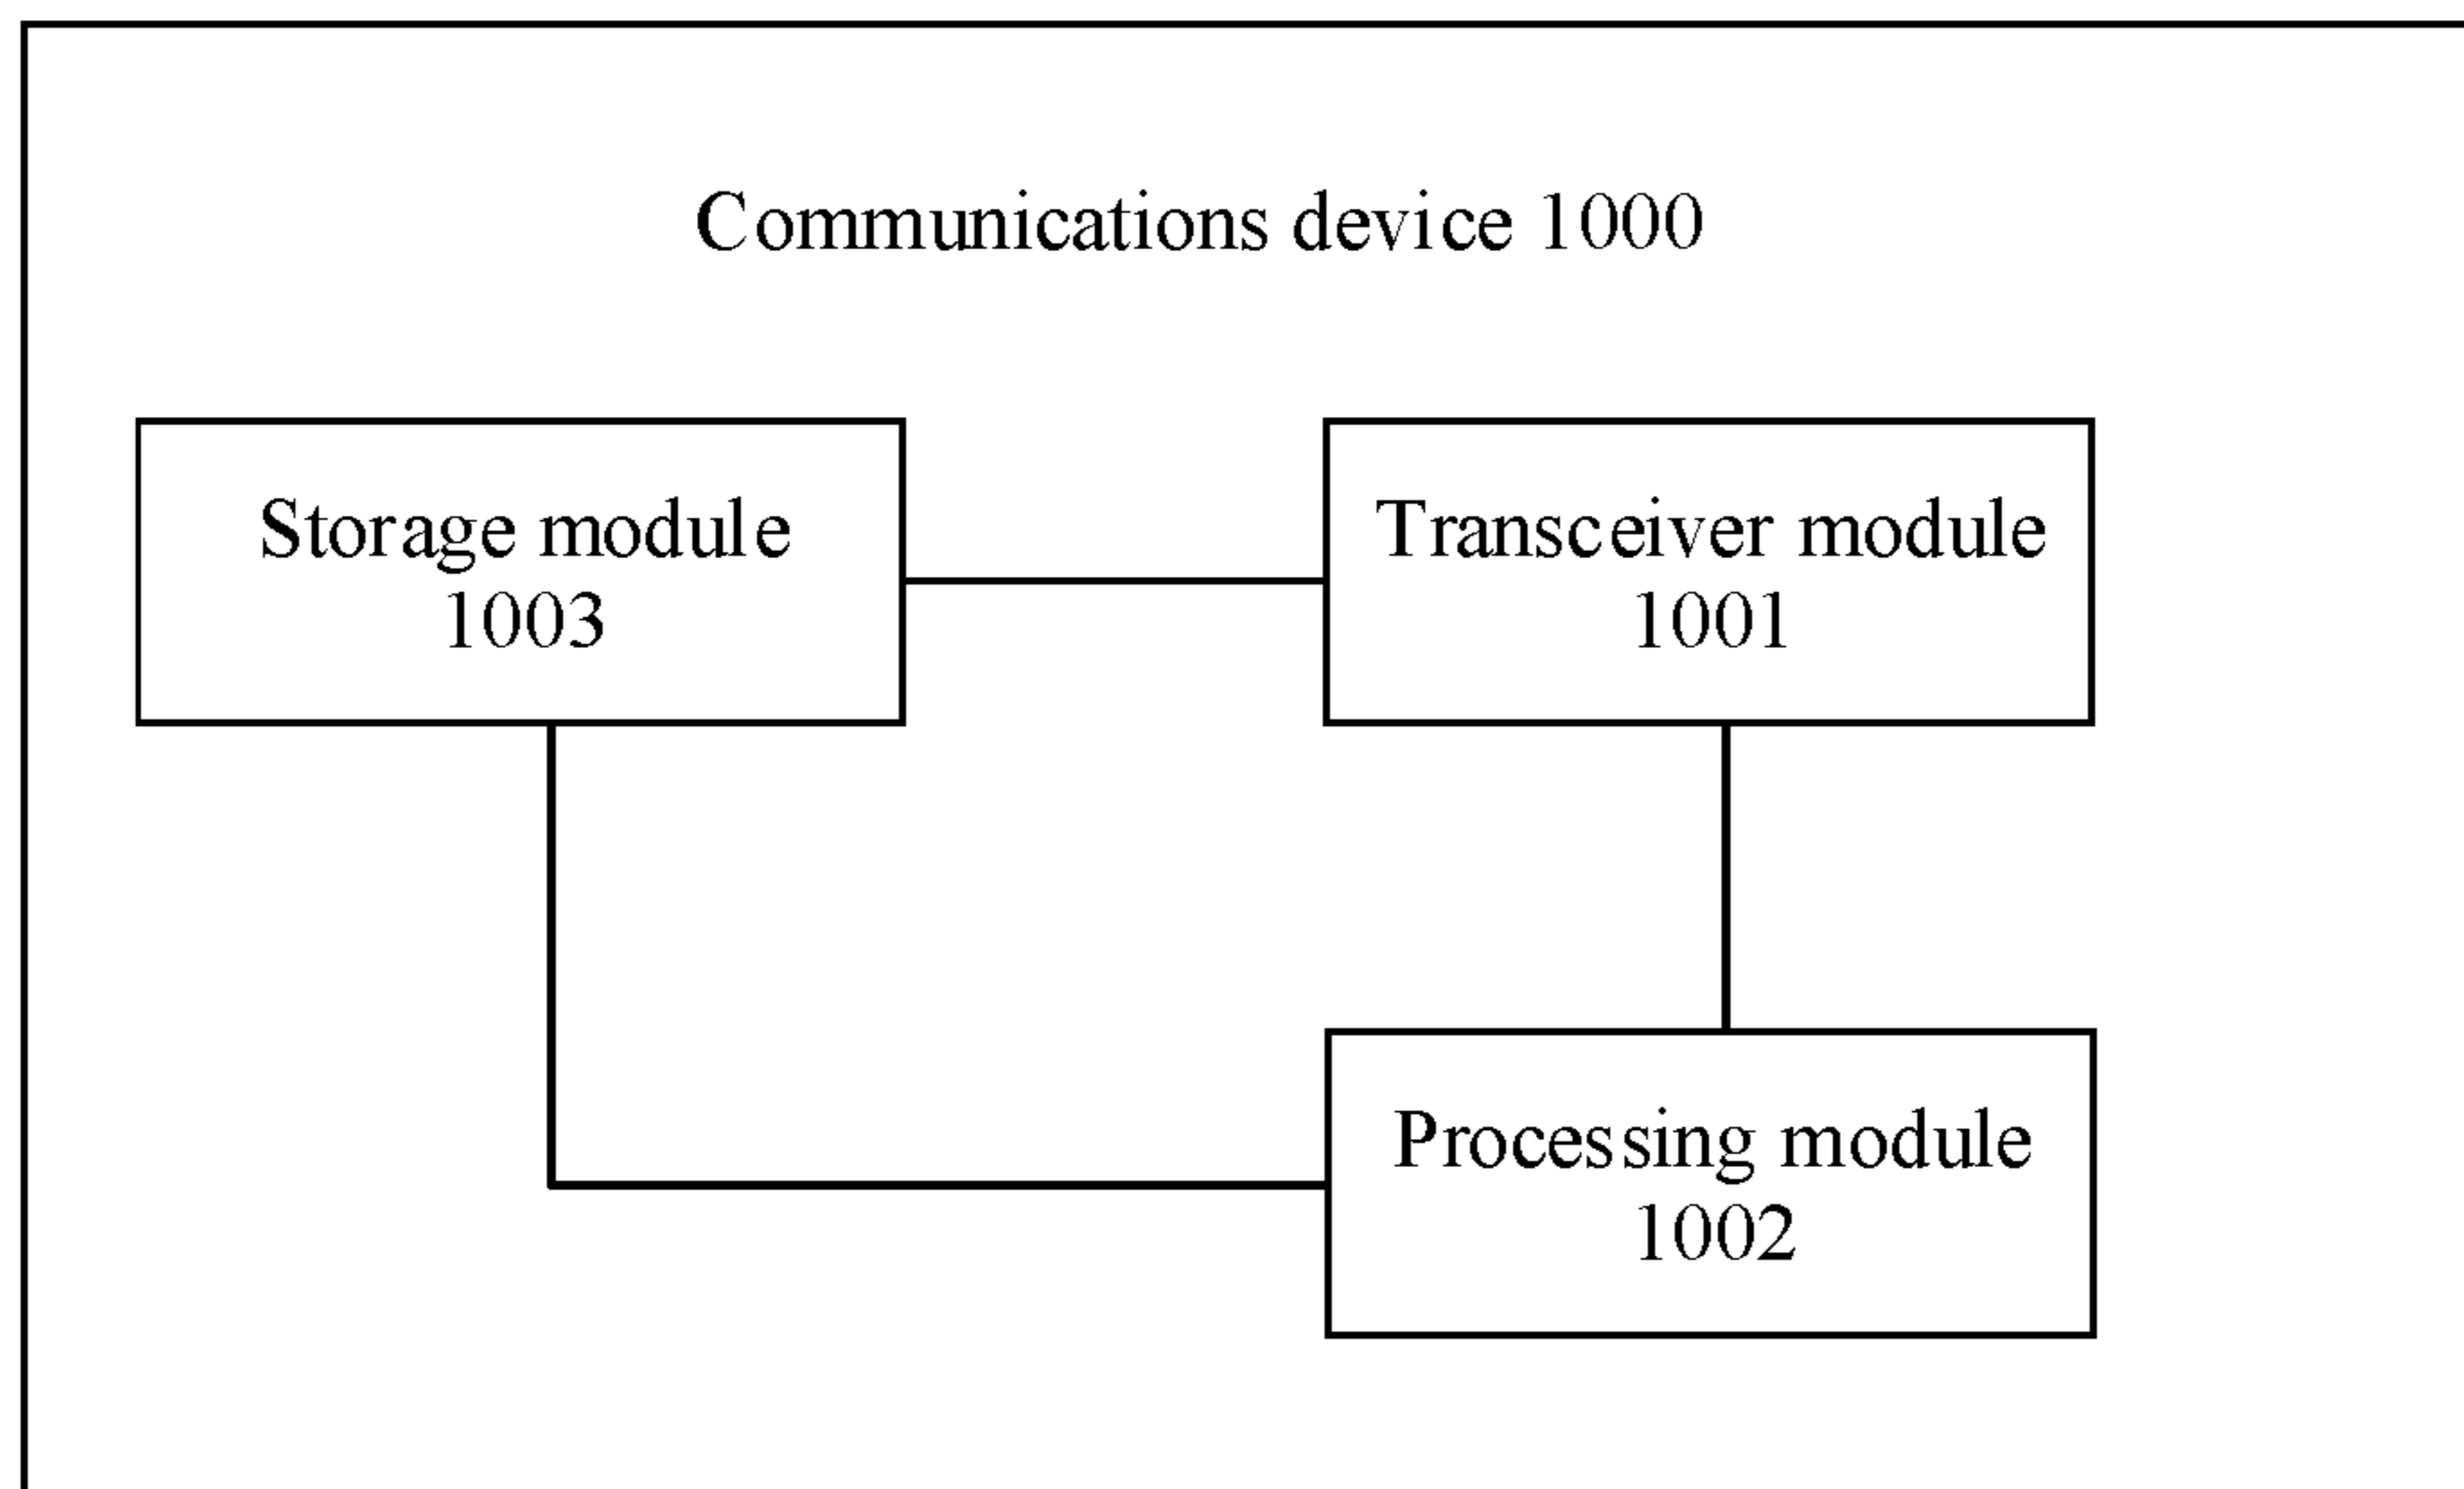 Communications device 1000
Storage module
1003
Transceiver module
1001
Processing module
1002